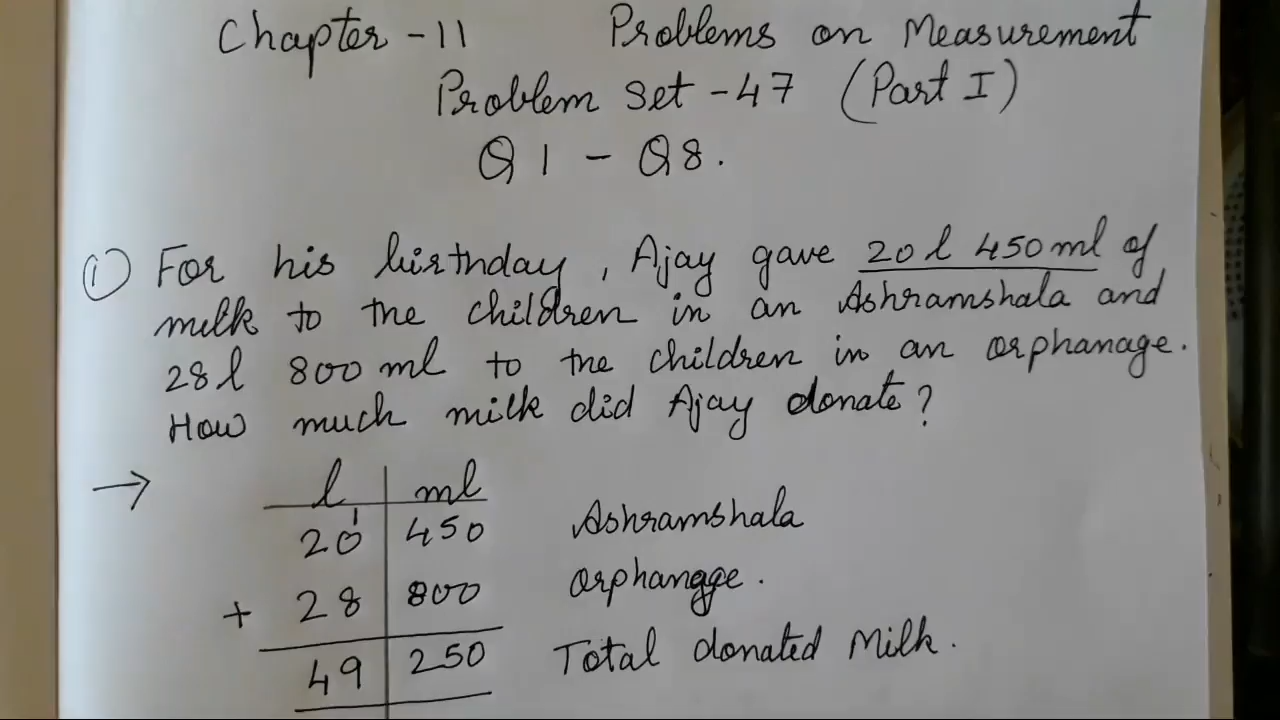 Chapter - 11 Problems on Measurement
Problem set - 47 (Part I)
Q1 - Q8.
① For his birthday, Ajay gave 20 l 450 ml of
milk to the children in an Ashramshala and
28 l 800 ml to the children in an orphanage.
How much milk did Ajay donate?
→ l ml
1
20 450 Ashramshala
+ 28 800 orphanage.
49 250 Total donated Milk.